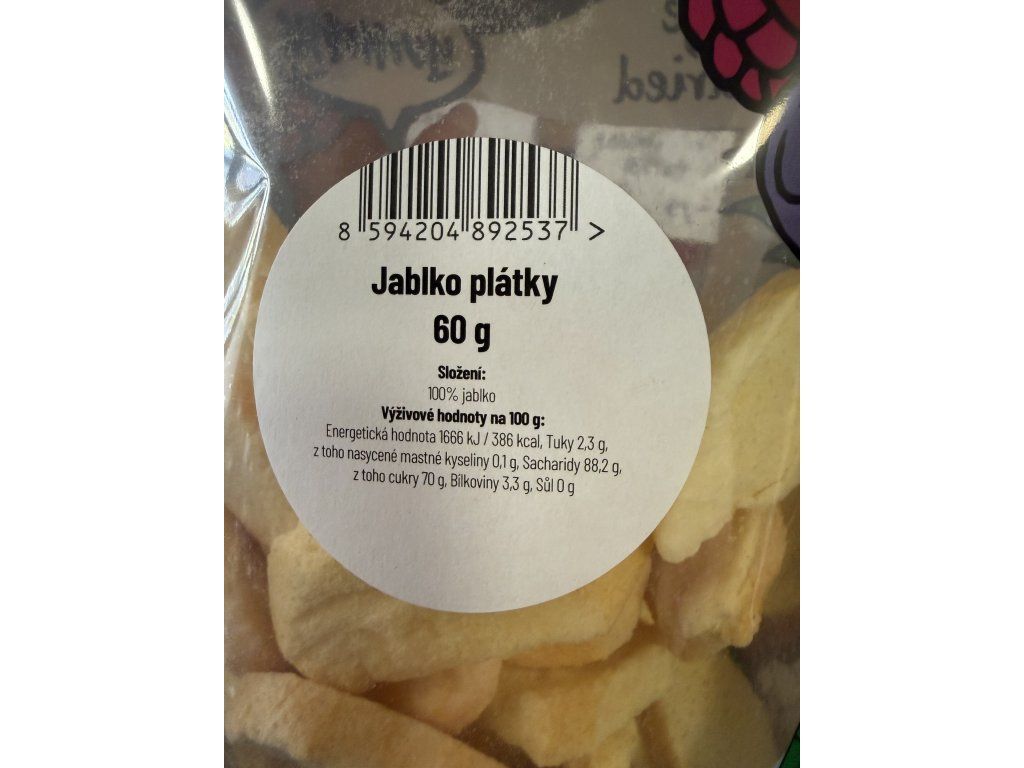 dried
8 594204 892537 >
Jablko plátky
60 g
Složení:
100% jablko
Výživové hodnoty na 100 g:
Energetická hodnota 1666 kJ / 386 kcal, Tuky 2,3 g,
z toho nasycené mastné kyseliny 0,1 g, Sacharidy 88,2 g,
z toho cukry 70 g, Bílkoviny 3,3 g, Sůl 0 g